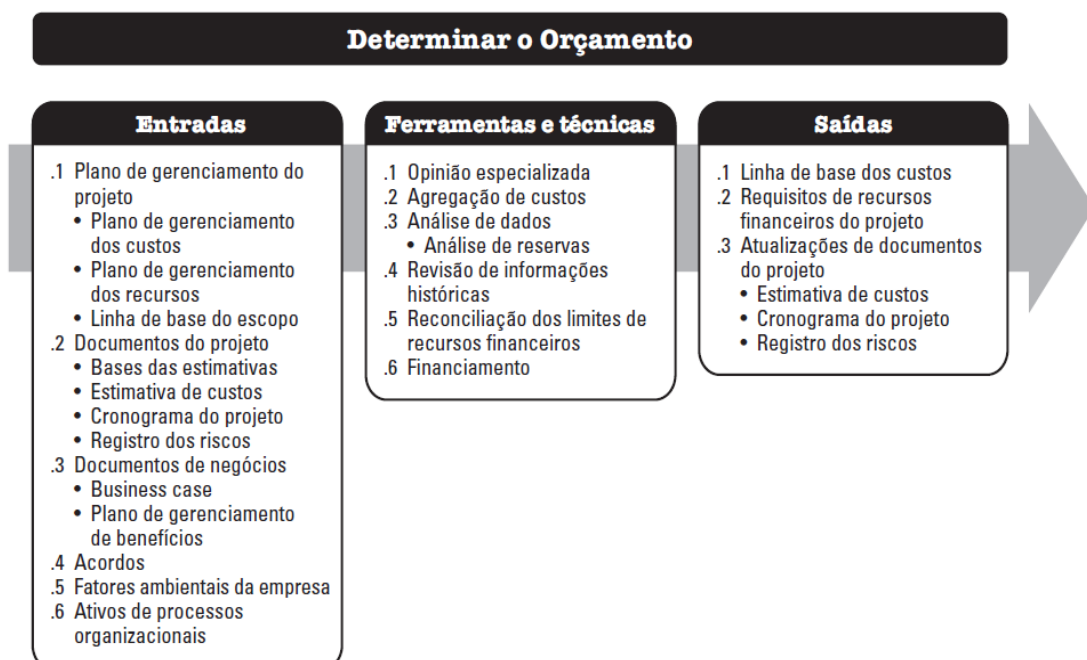 Determinar o Orçamento
Entradas
.1 Plano de gerenciamento do
projeto
• Plano de gerenciamento
dos custos
• Plano de gerenciamento
dos recursos
• Linha de base do escopo
.2 Documentos do projeto
• Bases das estimativas
• Estimativa de custos
• Cronograma do projeto
• Registro dos riscos
.3 Documentos de negócios
• Business case
• Plano de gerenciamento
de benefícios
.4 Acordos
.5 Fatores ambientais da empresa
.6 Ativos de processos
organizacionais
Ferramentas e técnicas
.1 Opinião especializada
.2 Agregação de custos
.3 Análise de dados
• Análise de reservas
.4 Revisão de informações
históricas
.5 Reconciliação dos limites de
recursos financeiros
.6 Financiamento
Saídas
.1 Linha de base dos custos
.2 Requisitos de recursos
financeiros do projeto
.3 Atualizações de documentos
do projeto
• Estimativa de custos
• Cronograma do projeto
• Registro dos riscos